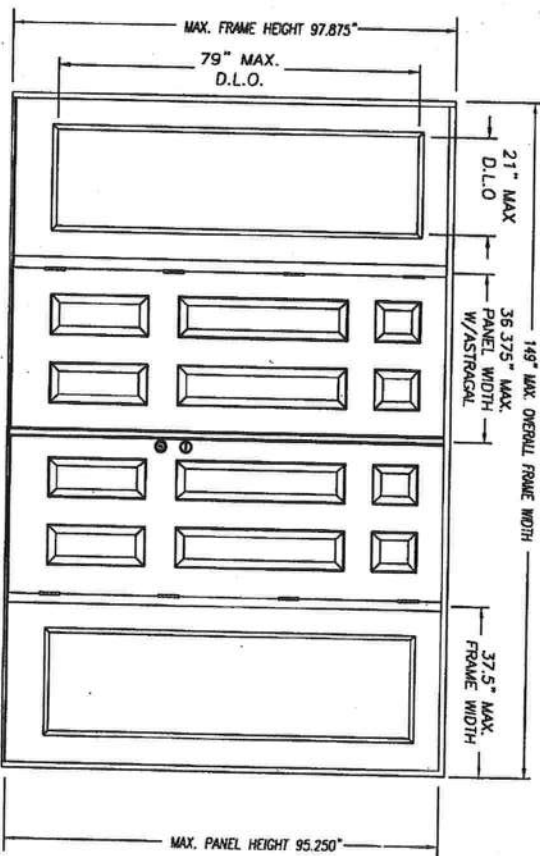 MAX. FRAME HEIGHT 97.875"
79" MAX.
D.L.O.
21" MAX
D.L.O
36.375" MAX.
PANEL WIDTH
W/ASTRAGAL
149" MAX. OVERALL FRAME WIDTH
37.5" MAX.
FRAME WIDTH
MAX. PANEL HEIGHT 95.250"